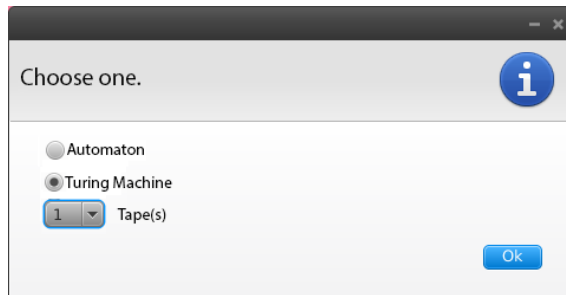 Choose one.
Automaton
Turing Machine
1 Tape(s)
Ok